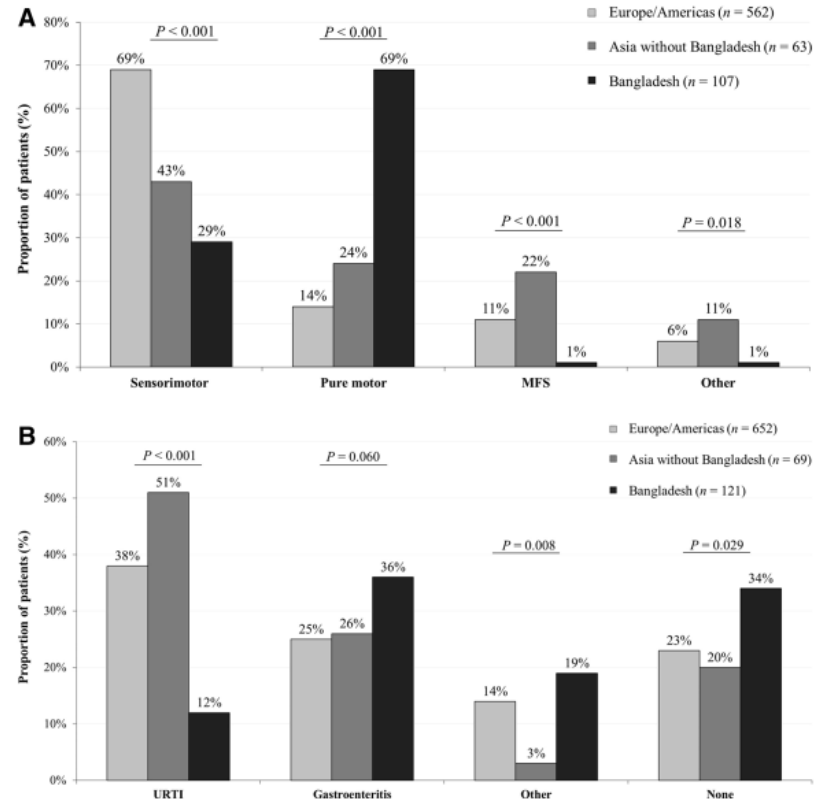 A
Europe/Americas (n = 562)
Asia without Bangladesh (n = 63)
Bangladesh (n = 107)
Proportion of patients (%)
80%
70%
60%
50%
40%
30%
20%
10%
0%
P < 0.001
69%
43%
29%
P < 0.001
14%
24%
69%
P < 0.001
11%
22%
1%
P = 0.018
6%
11%
1%
Sensorimotor
Pure motor
MFS
Other
B
Europe/Americas (n = 652)
Asia without Bangladesh (n = 69)
Bangladesh (n = 121)
Proportion of patients (%)
60%
50%
40%
30%
20%
10%
0%
P < 0.001
38%
51%
12%
P = 0.060
25%
26%
36%
P = 0.008
14%
3%
19%
P = 0.029
23%
20%
34%
URTI
Gastroenteritis
Other
None